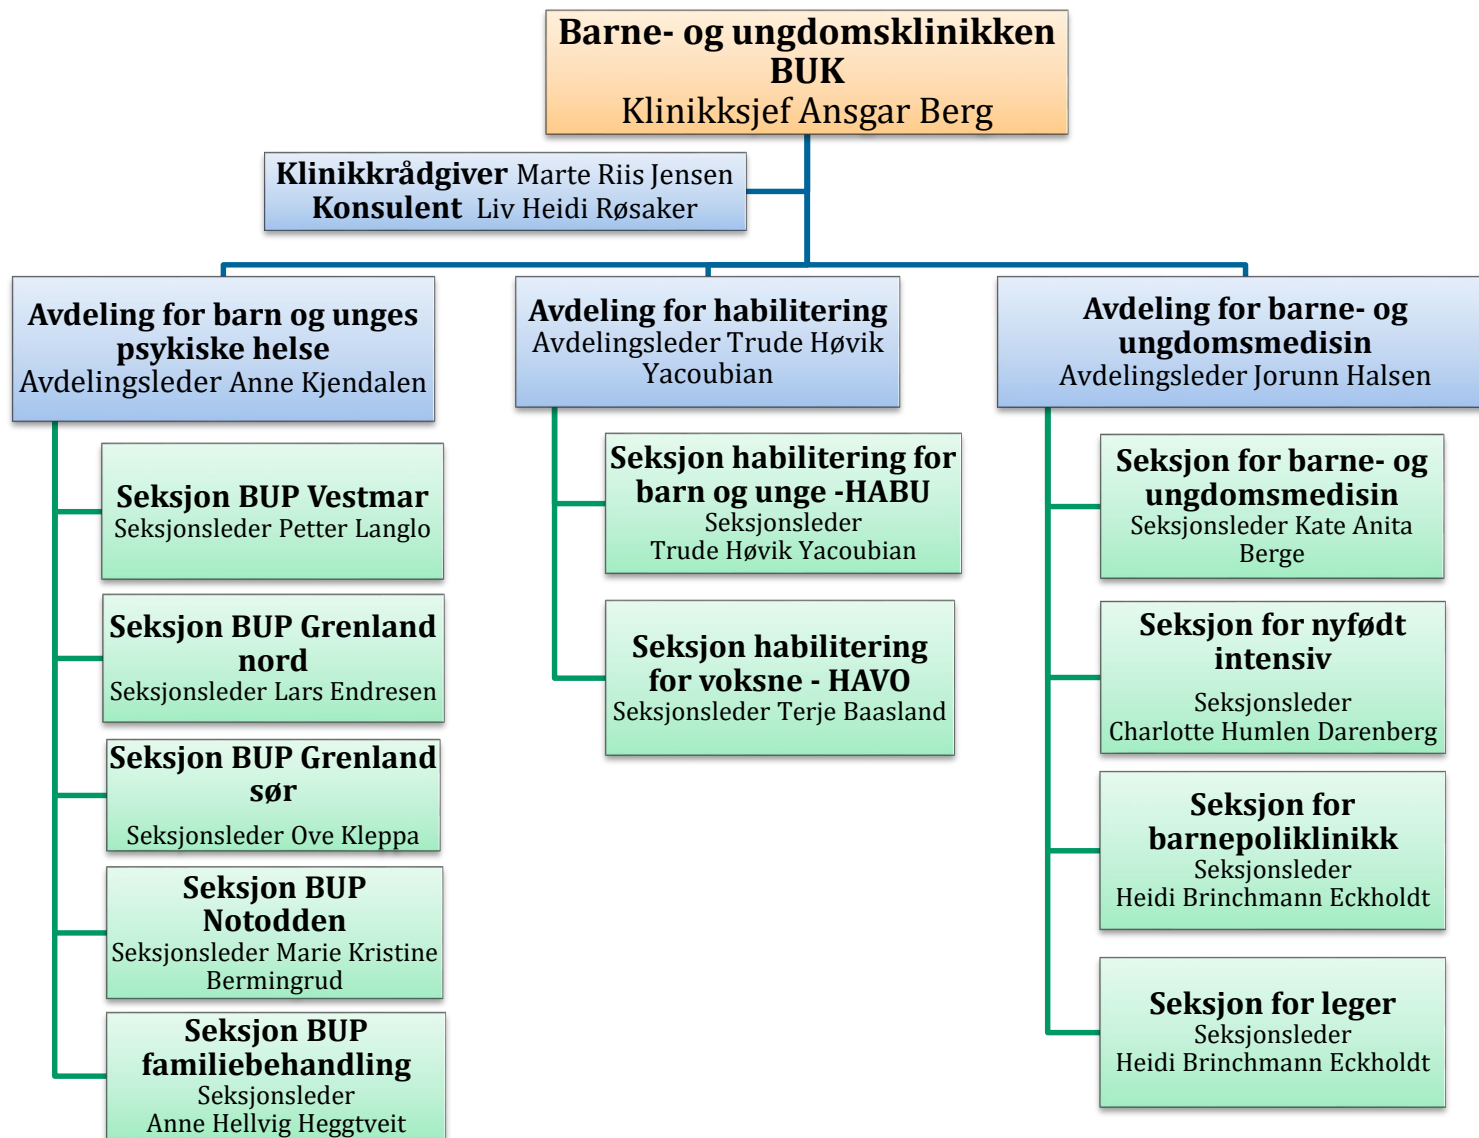 Barne- og ungdomsklinikken
BUK
Klinikksjef Ansgar Berg
Klinikkrådgiver Marte Riis Jensen
Konsulent Liv Heidi Røsaker
Avdeling for barn og unges
psykiske helse
Avdelingsleder Anne Kjendalen
Seksjon BUP Vestmar
Seksjonsleder Petter Langlo
Seksjon BUP Grenland
nord
Seksjonsleder Lars Endresen
Seksjon BUP Grenland
sør
Seksjonsleder Ove Kleppa
Seksjon BUP
Notodden
Seksjonsleder Marie Kristine
Bermingrud
Seksjon BUP
familiebehandling
Seksjonsleder
Anne Hellvig Heggtveit
Avdeling for habilitering
Avdelingsleder Trude Høvik
Yacoubian
Seksjon habilitering for
barn og unge -HABU
Seksjonsleder
Trude Høvik Yacoubian
Seksjon habilitering
for voksne - HAVO
Seksjonsleder Terje Baasland
Avdeling for barne- og
ungdomsmedisin
Avdelingsleder Jorunn Halsen
Seksjon for barne- og
ungdomsmedisin
Seksjonsleder Kate Anita
Berge
Seksjon for nyfødt
intensiv
Seksjonsleder
Charlotte Humlen Darenberg
Seksjon for
barnepoliklinikk
Seksjonsleder
Heidi Brinchmann Eckholdt
Seksjon for leger
Seksjonsleder
Heidi Brinchmann Eckholdt